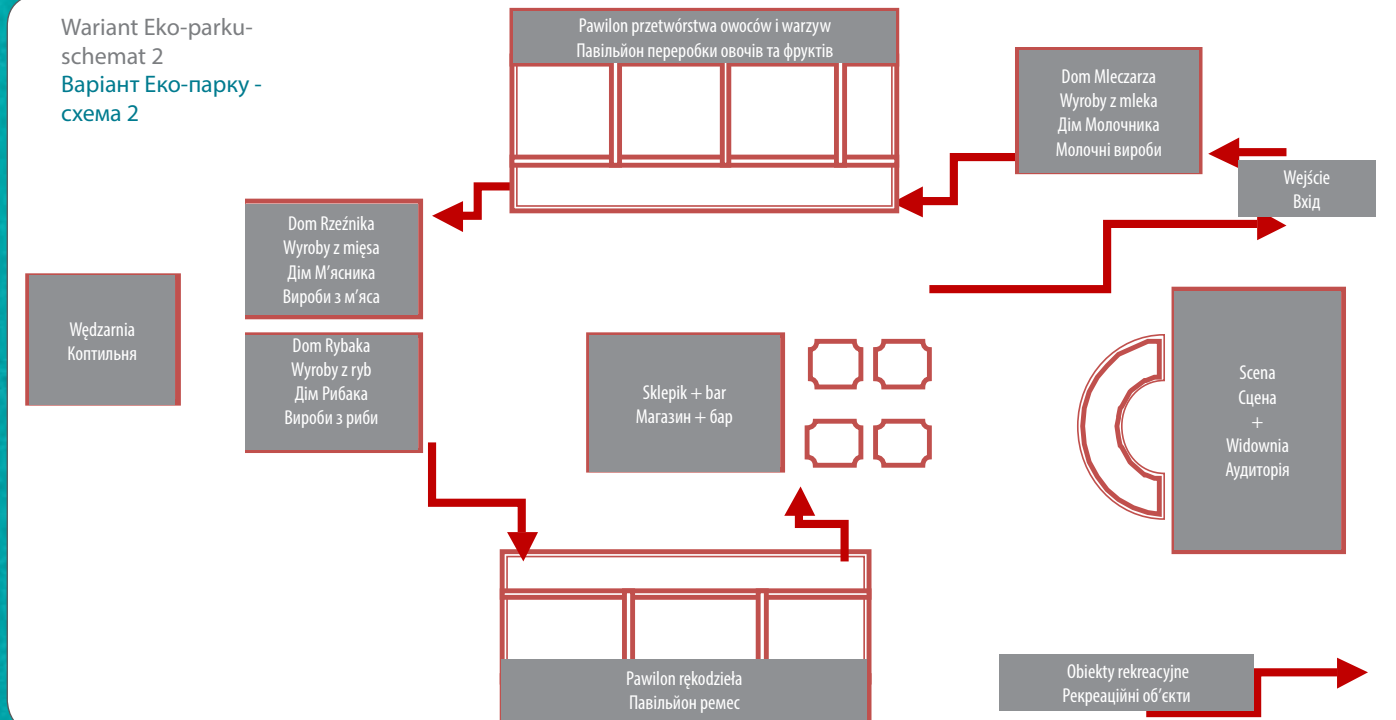 Wariant Eko-parku-
schemat 2
Варіант Еко-парку -
схема 2
Pawilon przetwórstwa owoców i warzyw
Павільйон переробки овочів та фруктів
Dom Mleczarza
Wyroby z mleka
Дім Молочника
Молочні вироби
Wejście
Вхід
Dom Rzeźnika
Wyroby z mięsa
Дім М’ясника
Вироби з м’яса
Wędzarnia
Коптильня
Dom Rybaka
Wyroby z ryb
Дім Рибака
Вироби з риби
Sklepik + bar
Магазин + бар
Scena
Сцена
+
Widownia
Аудиторія
Pawilon rękodzieła
Павільйон ремес
Obiekty rekreacyjne
Рекреаційні об’єкти